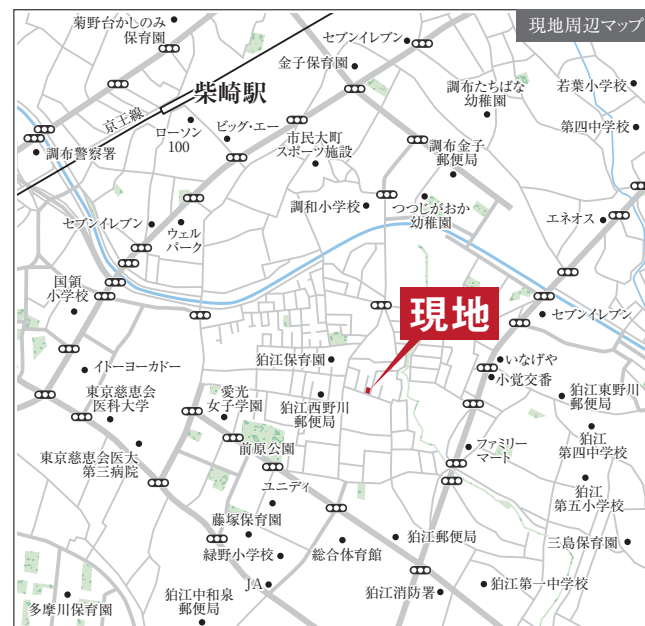 現地周辺マップ
菊野台かしのみ
保育園
セブンイレブン
金子保育園
柴崎駅
京王線
ローソン
100
ビッグ・エー
調布たちばな
幼稚園
若葉小学校
第四中学校
調布警察署
市民大町
スポーツ施設
調布金子
郵便局
調和小学校
つつじがおか
幼稚園
エネオス
セブンイレブン
ウェル
パーク
国領
小学校
現地
セブンイレブン
イトーヨーカドー
狛江保育園
いなげや
小覚交番
東京慈恵会
医科大学
愛光
女子学園
狛江西野川
郵便局
狛江東野川
郵便局
東京慈恵会医大
第三病院
前原公園
ファミリー
マート
狛江
第四中学校
ユニディ
狛江
第五小学校
藤塚保育園
緑野小学校
総合体育館
狛江郵便局
三島保育園
JA
多摩川保育園
狛江中和泉
郵便局
狛江消防署
狛江第一中学校